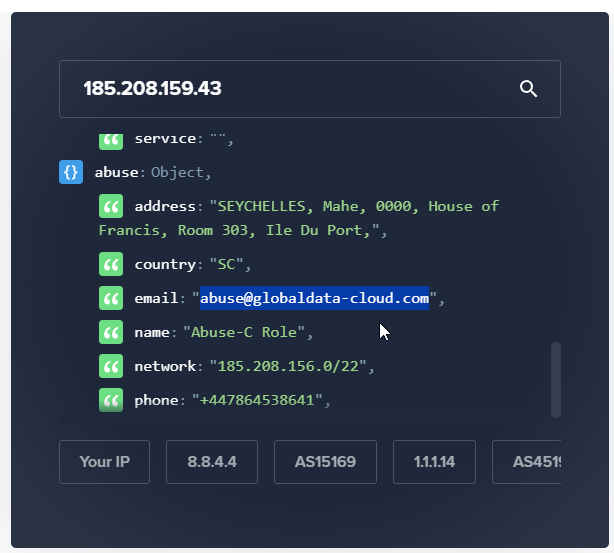 185.208.159.43
service: "",
{} abuse: Object,
address: "SEYCHELLES, Mahe, 0000, House of
Francis, Room 303, Ile Du Port,",
country: "SC",
email: "abuse@globaldata-cloud.com",
name: "Abuse-C Role",
network: "185.208.156.0/22",
phone: "+447864538641",
Your IP 8.8.4.4 AS15169 1.1.1.14 AS4519